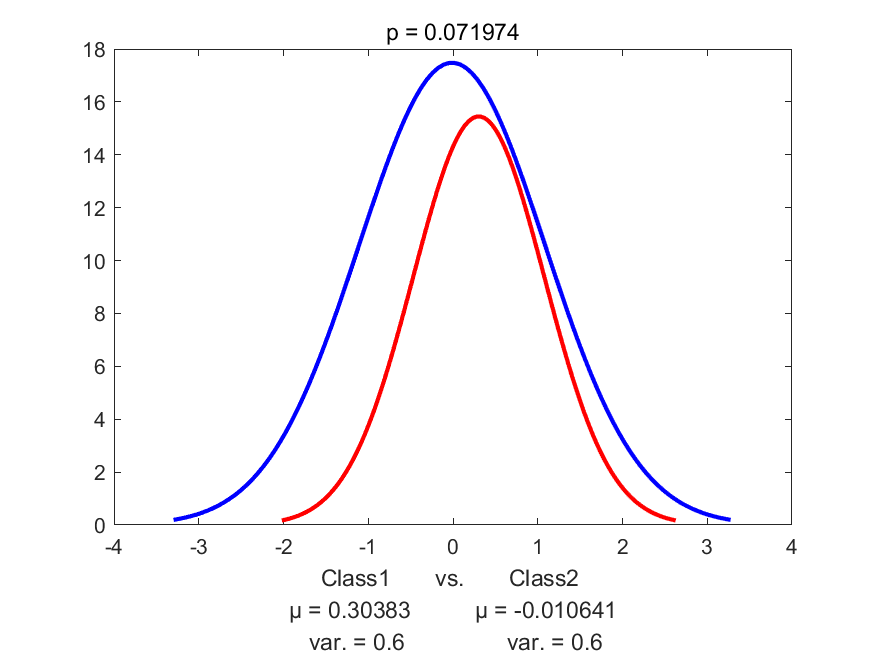 p = 0.071974
18
16
14
12
10
8
6
4
2
0
-4 -3 -2 -1 0 1 2 3 4
Class1 vs. Class2
μ = 0.30383 μ = -0.010641
var. = 0.6 var. = 0.6